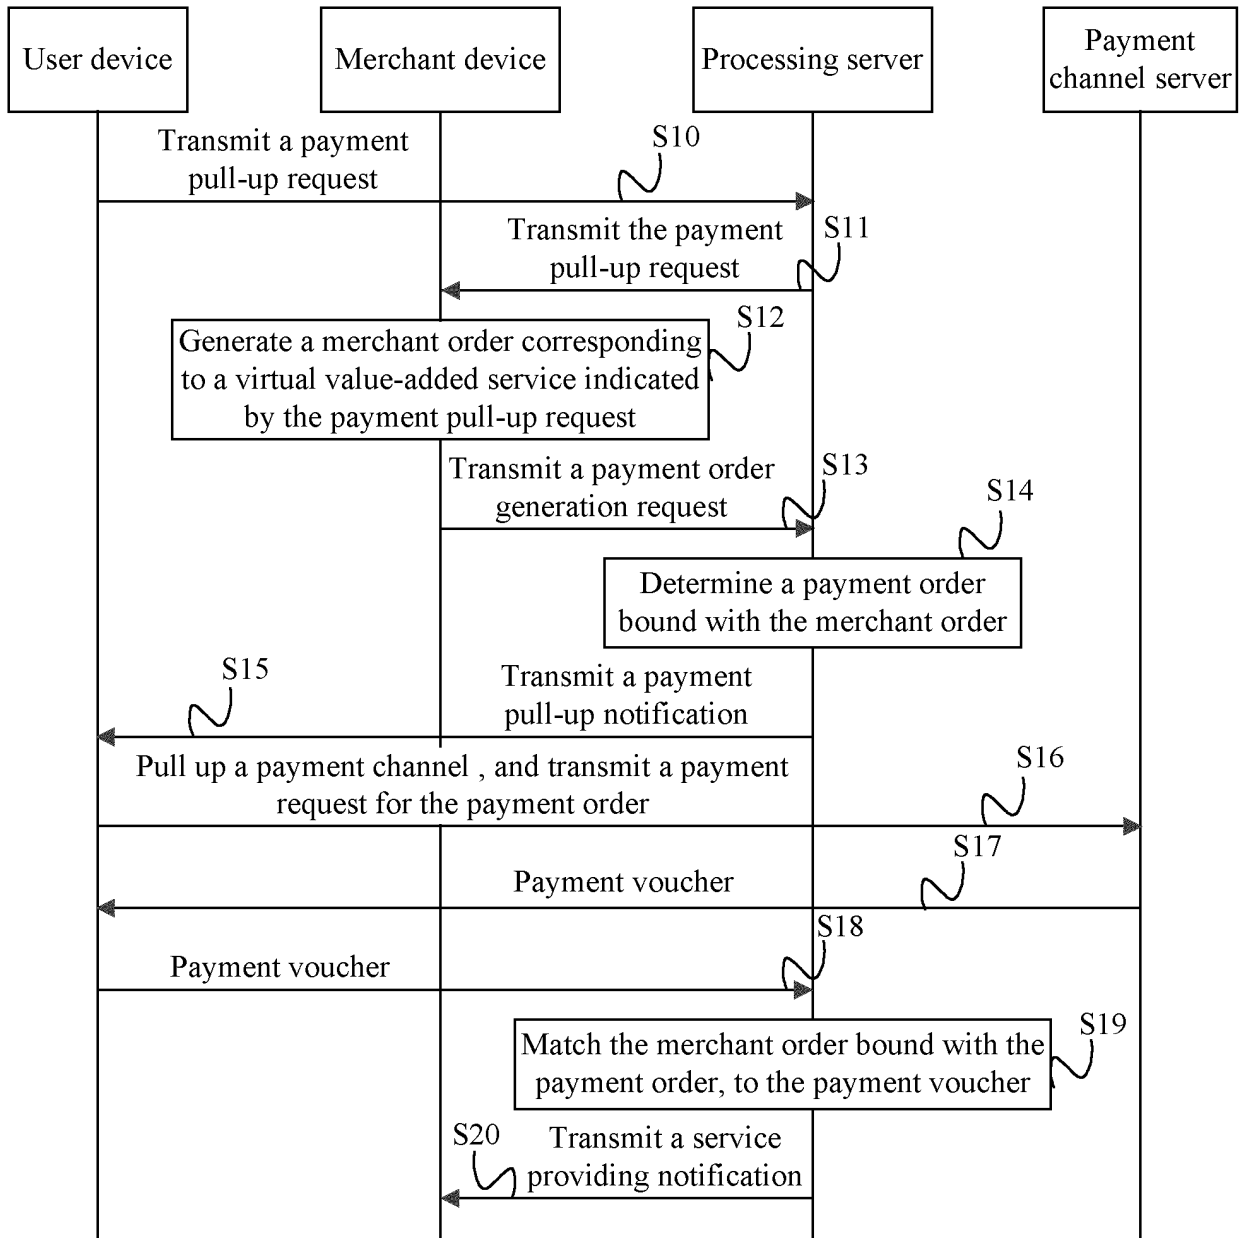 User device
Merchant device
Processing server
Payment
channel server
Transmit a payment
pull-up request
S10
Transmit the payment
pull-up request
S11
S12
Generate a merchant order corresponding
to a virtual value-added service indicated
by the payment pull-up request
Transmit a payment order
generation request
S13
S14
Determine a payment order
bound with the merchant order
S15
Transmit a payment
pull-up notification
Pull up a payment channel , and transmit a payment
request for the payment order
S16
S17
Payment voucher
S18
Payment voucher
S19
Match the merchant order bound with the
payment order, to the payment voucher
S20
Transmit a service
providing notification